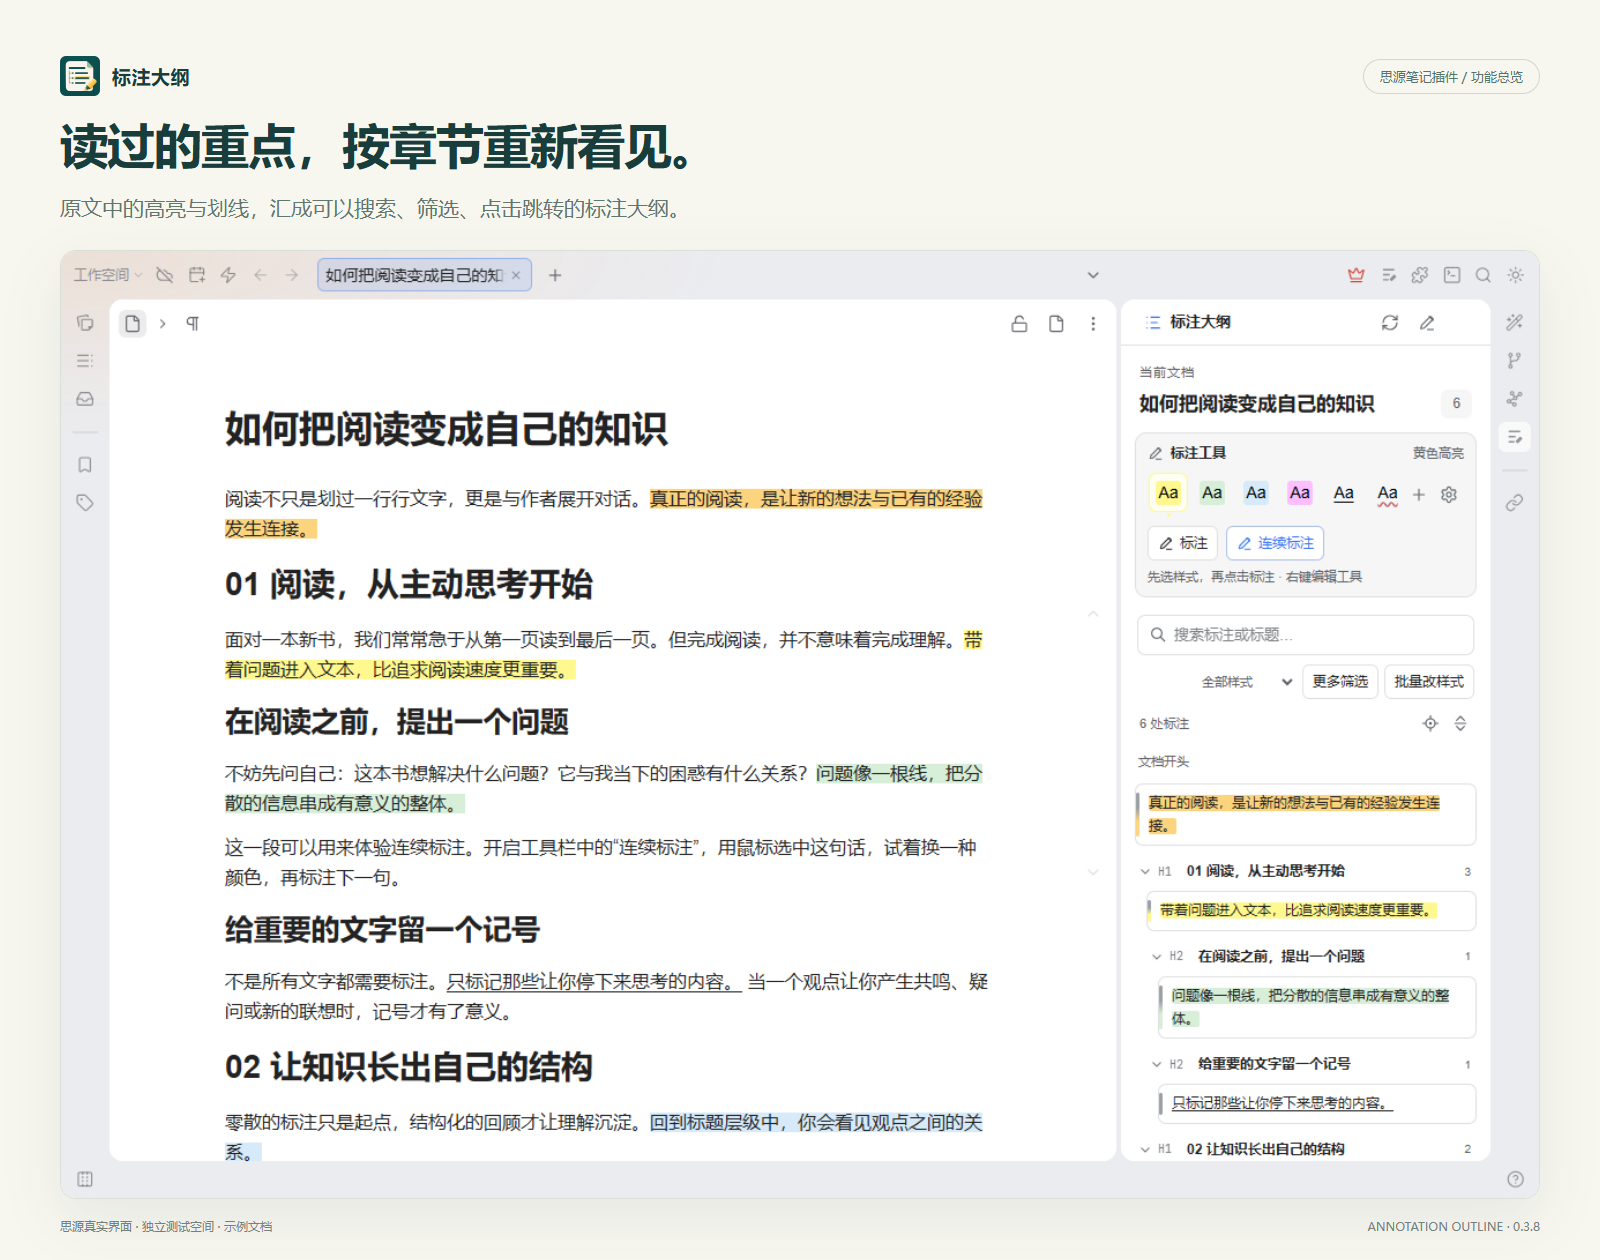 标注大纲
思源笔记插件 / 功能总览
读过的重点，按章节重新看见。
原文中的高亮与划线，汇成可以搜索、筛选、点击跳转的标注大纲。
工作空间
如何把阅读变成自己的知
如何把阅读变成自己的知识
阅读不只是划过一行行文字，更是与作者展开对话。真正的阅读，是让新的想法与已有的经验
发生连接。
01 阅读，从主动思考开始
面对一本新书，我们常常急于从第一页读到最后一页。但完成阅读，并不意味着完成理解。带
着问题进入文本，比追求阅读速度更重要。
在阅读之前，提出一个问题
不妨先问自己：这本书想解决什么问题？它与我当下的困惑有什么关系？问题像一根线，把分
散的信息串成有意义的整体。
这一段可以用来体验连续标注。开启工具栏中的“连续标注”，用鼠标选中这句话，试着换一种
颜色，再标注下一句。
给重要的文字留一个记号
不是所有文字都需要标注。只标记那些让你停下来思考的内容。当一个观点让你产生共鸣、疑
问或新的联想时，记号才有了意义。
02 让知识长出自己的结构
零散的标注只是起点，结构化的回顾才让理解沉淀。回到标题层级中，你会看见观点之间的关
系。
标注大纲
当前文档
如何把阅读变成自己的知识
6
标注工具
黄色高亮
Aa Aa Aa Aa Aa Aa
标注
连续标注
先选样式，再点击标注 · 右键编辑工具
搜索标注或标题...
全部样式
更多筛选
批量改样式
6 处标注
文档开头
真正的阅读，是让新的想法与已有的经验发生连
接。
H1 01 阅读，从主动思考开始 3
带着问题进入文本，比追求阅读速度更重要。
H2 在阅读之前，提出一个问题 1
问题像一根线，把分散的信息串成有意义的整
体。
H2 给重要的文字留一个记号 1
只标记那些让你停下来思考的内容。
H1 02 让知识长出自己的结构 2
思源真实界面 · 独立测试空间 · 示例文档
ANNOTATION OUTLINE · 0.3.8